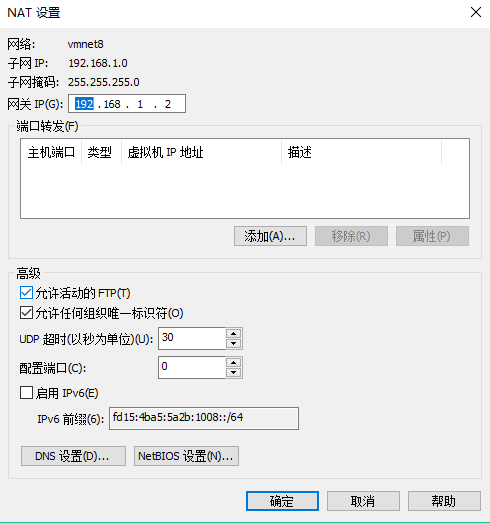 NAT 设置
网络: vmnet8
子网 IP: 192.168.1.0
子网掩码: 255.255.255.0
网关 IP(G): 192 . 168 . 1 . 2
端口转发(F)
主机端口 类型 虚拟机 IP 地址 描述
添加(A)... 移除(R) 属性(P)
高级
允许活动的 FTP(T)
允许任何组织唯一标识符(O)
UDP 超时(以秒为单位)(U): 30
配置端口(C): 0
启用 IPv6(E)
IPv6 前缀(6): fd15:4ba5:5a2b:1008::/64
DNS 设置(D)... NetBIOS 设置(N)...
确定 取消 帮助